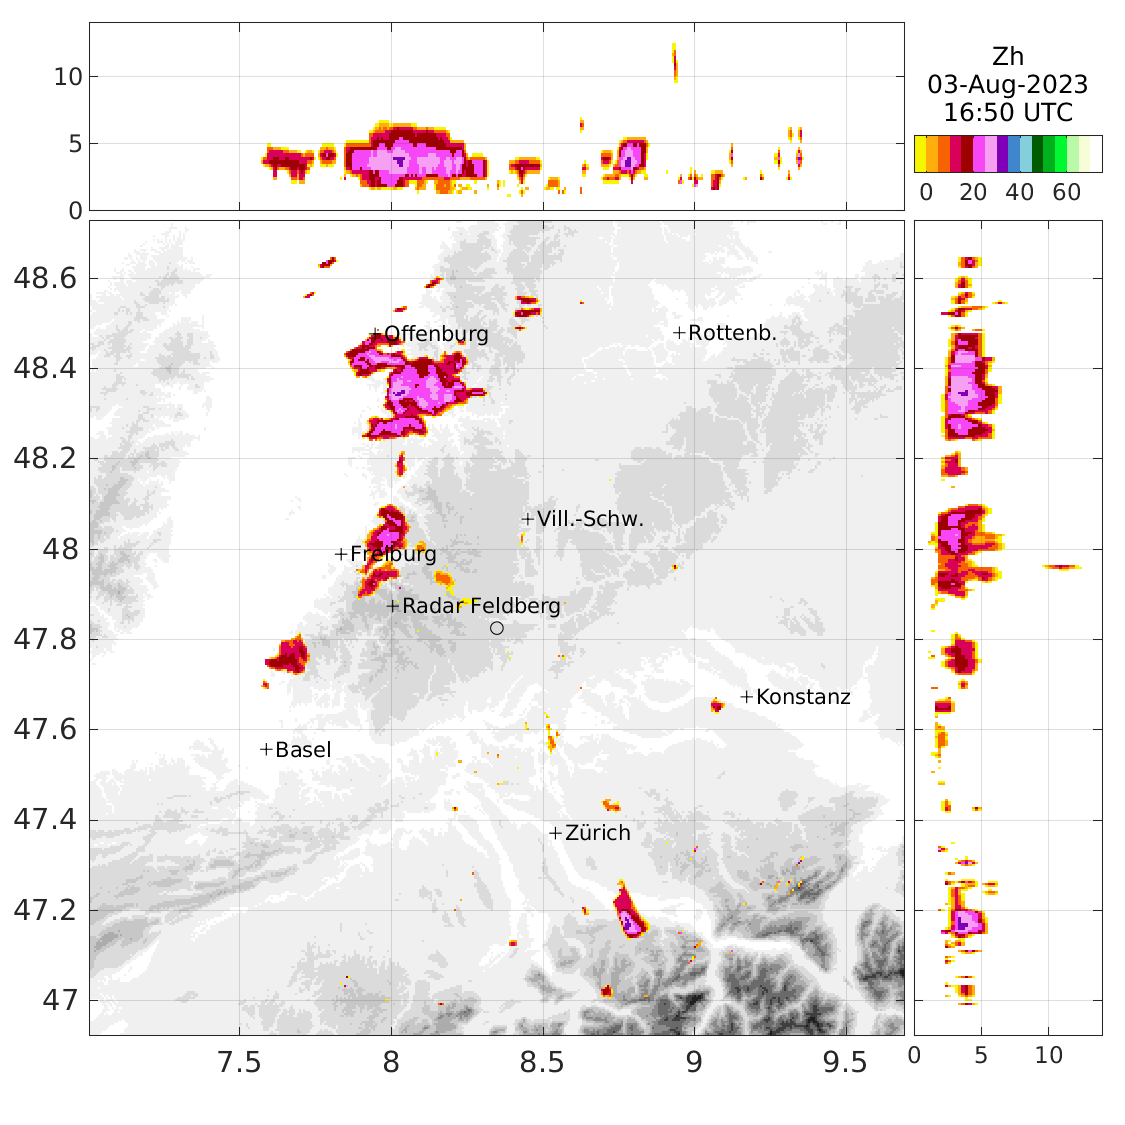 10
5
0
Zh
03-Aug-2023
16:50 UTC
0 20 40 60
48.6
48.4
48.2
48
47.8
47.6
47.4
47.2
47
+Offenburg
+Rottenb.
+Vill.-Schw.
+Freiburg
+Radar Feldberg
+Konstanz
+Basel
+Zürich
7.5 8 8.5 9 9.5
0 5 10